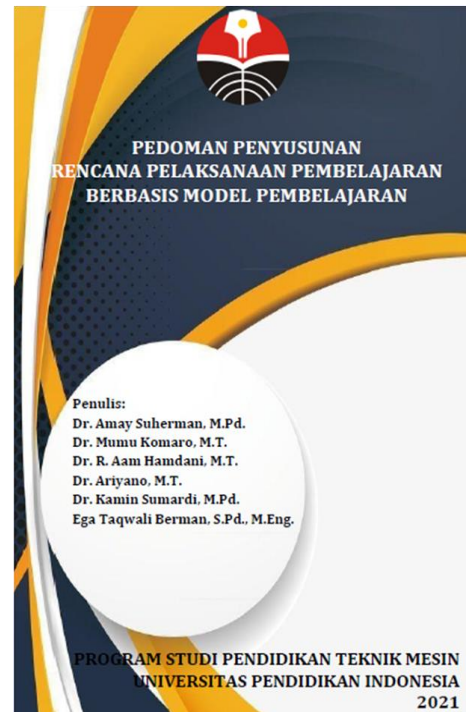 PEDOMAN PENYUSUNAN
RENCANA PELAKSANAAN PEMBELAJARAN
BERBASIS MODEL PEMBELAJARAN
Penulis:
Dr. Amay Suherman, M.Pd.
Dr. Mumu Komaro, M.T.
Dr. R. Aam Hamdani, M.T.
Dr. Ariyano, M.T.
Dr. Kamin Sumardi, M.Pd.
Ega Taqwali Berman, S.Pd., M.Eng.
PROGRAM STUDI PENDIDIKAN TEKNIK MESIN
UNIVERSITAS PENDIDIKAN INDONESIA
2021